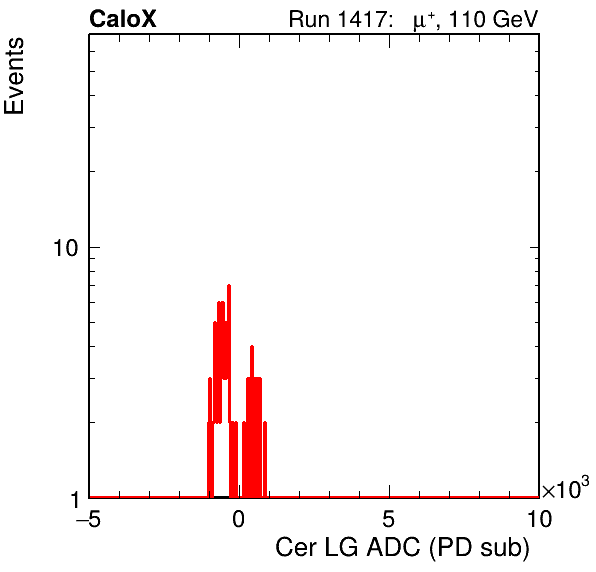 CaloX
Run 1417: μ⁺, 110 GeV
Events
10
1
−5
0
5
10
×10³
Cer LG ADC (PD sub)